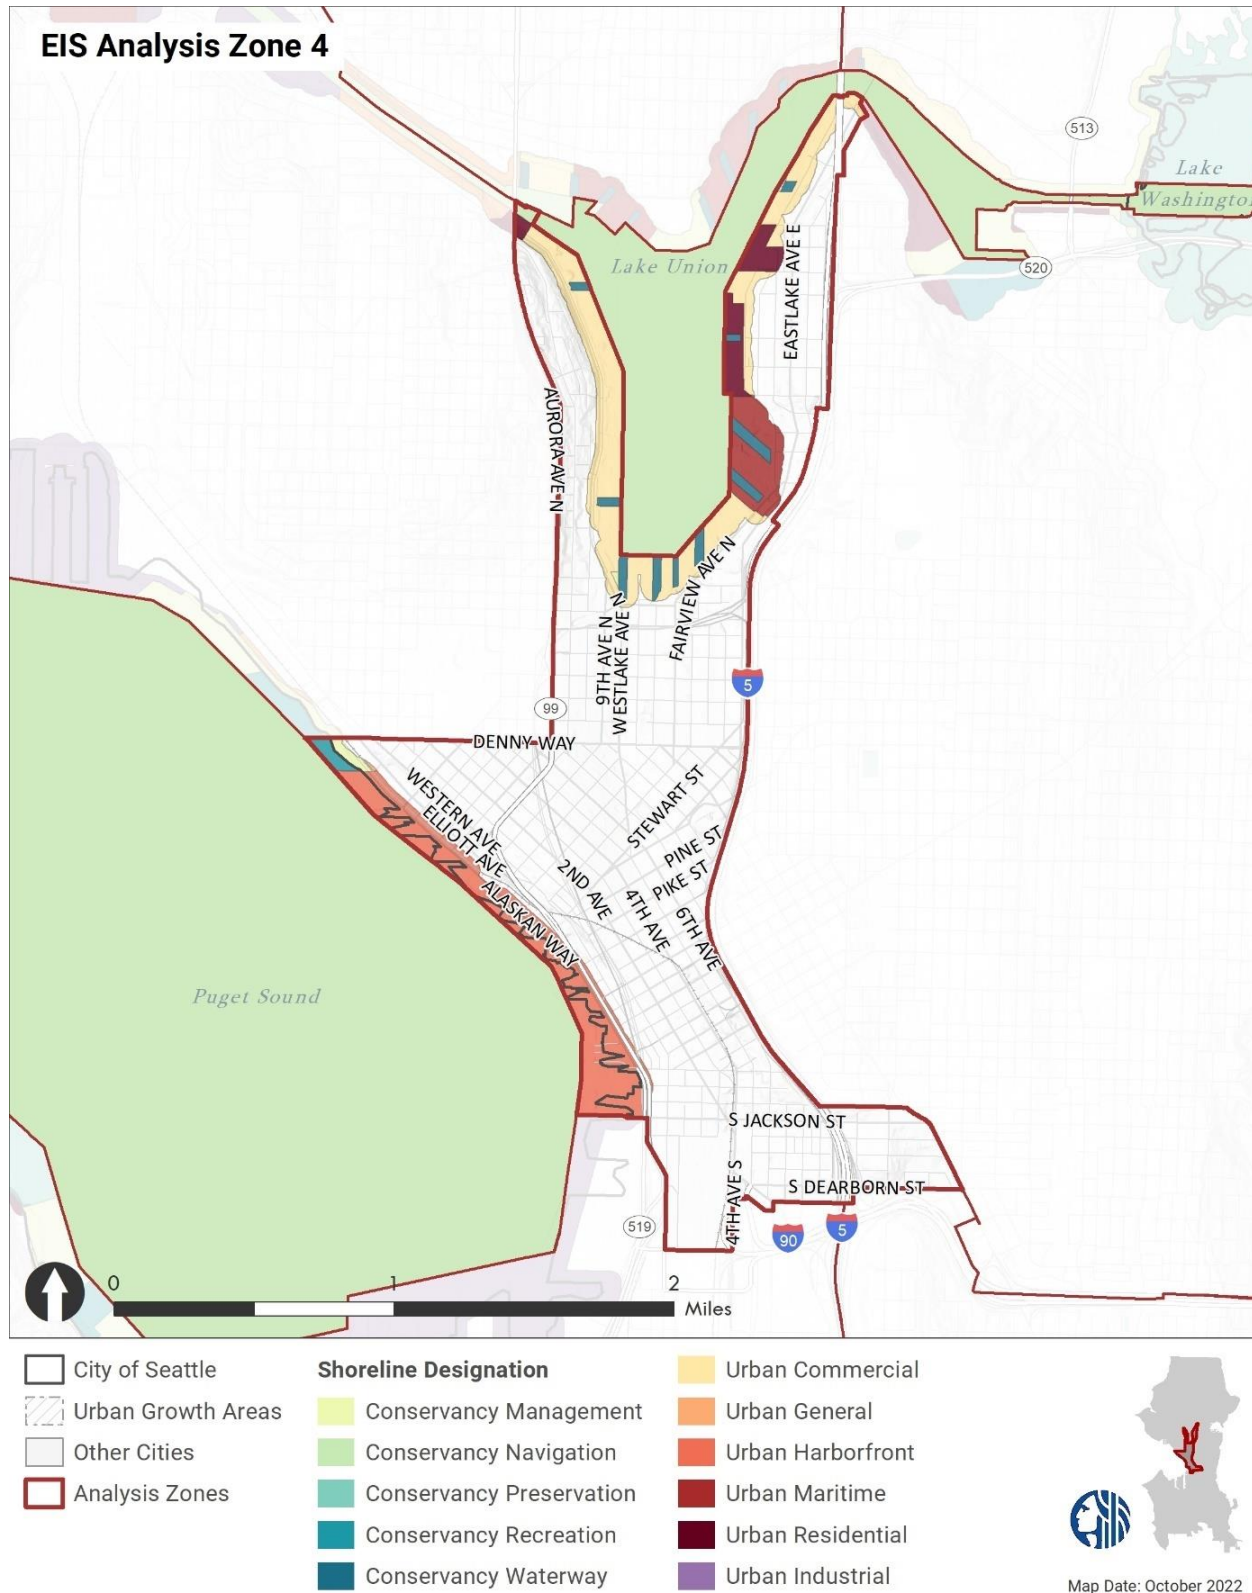 EIS Analysis Zone 4
513
Lake
Washington
Lake Union
520
EASTLAKE AVE E
AURORA AVE N
FAIRVIEW AVE N
9TH AVE N
WESTLAKE AVE N
5
99
DENNY WAY
WESTERN AVE
ELLIOTT AVE
STEWART ST
PINE ST
PIKE ST
2ND AVE
4TH AVE
6TH AVE
ALASKAN WAY
Puget Sound
S JACKSON ST
S DEARBORN ST
4TH AVE S
519
90
5
0 1 2
Miles
City of Seattle
Urban Growth Areas
Other Cities
Analysis Zones
Shoreline Designation
Conservancy Management
Conservancy Navigation
Conservancy Preservation
Conservancy Recreation
Conservancy Waterway
Urban Commercial
Urban General
Urban Harborfront
Urban Maritime
Urban Residential
Urban Industrial
Map Date: October 2022